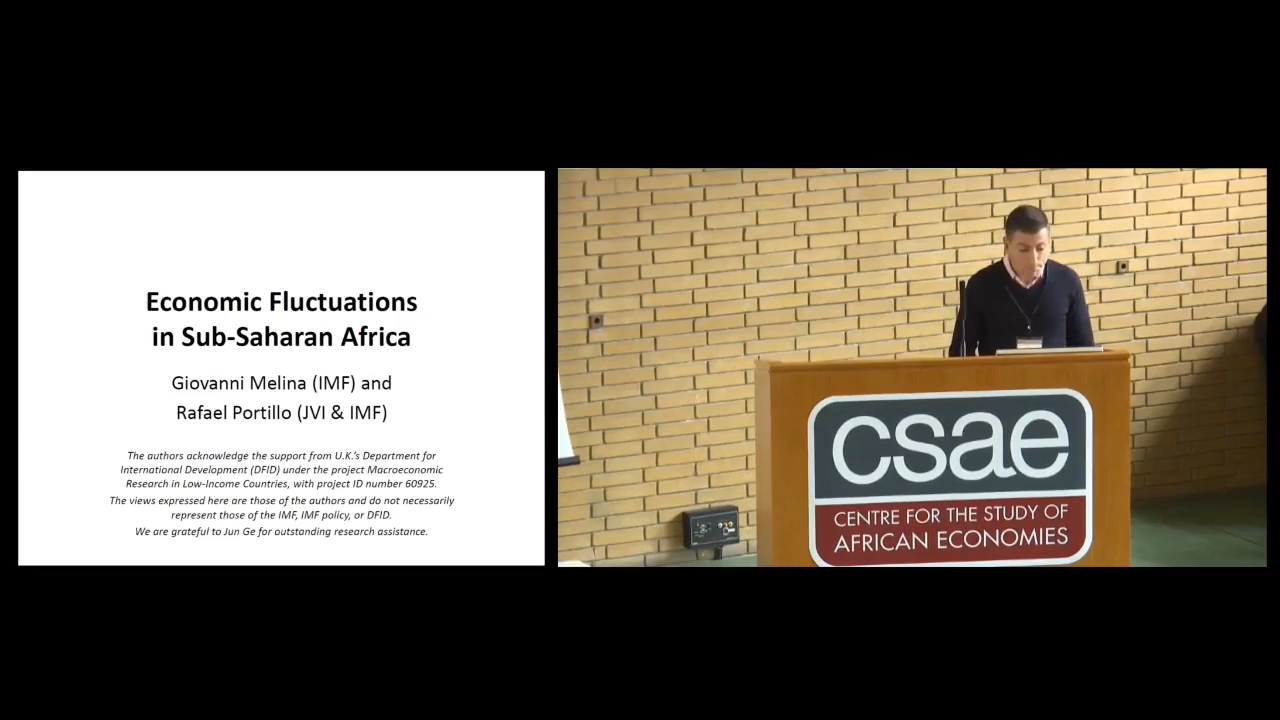 Economic Fluctuations
in Sub-Saharan Africa
Giovanni Melina (IMF) and
Rafael Portillo (JVI & IMF)
The authors acknowledge the support from U.K.'s Department for
International Development (DFID) under the project Macroeconomic
Research in Low-Income Countries, with project ID number 60925.
The views expressed here are those of the authors and do not necessarily
represent those of the IMF, IMF policy, or DFID.
We are grateful to Jun Ge for outstanding research assistance.
csae
CENTRE FOR THE STUDY OF
AFRICAN ECONOMIES